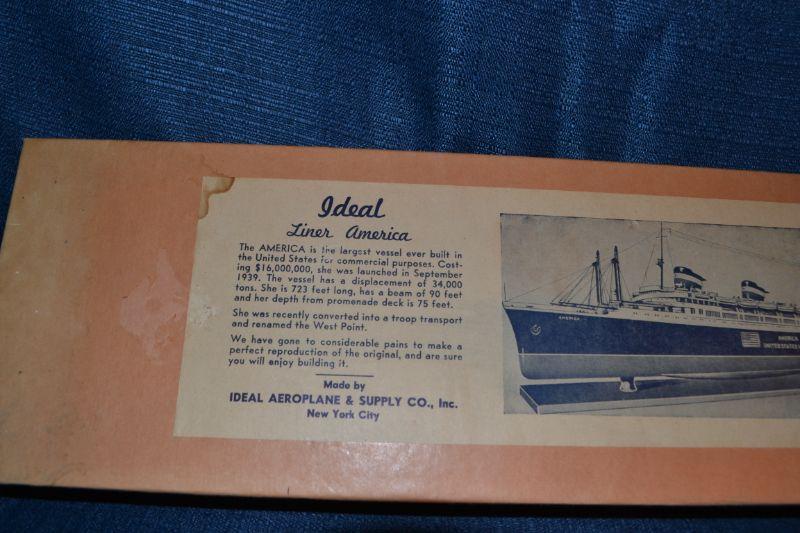 Ideal
Liner America
The AMERICA is the largest vessel ever built in
the United States for commercial purposes. Cost-
ing $16,000,000, she was launched in September
1939. The vessel has a displacement of 34,000
tons. She is 723 feet long, has a beam of 90 feet
and her depth from promenade deck is 75 feet.
She was recently converted into a troop transport
and renamed the West Point.
We have gone to considerable pains to make a
perfect reproduction of the original, and are sure
you will enjoy building it.
Made by
IDEAL AEROPLANE & SUPPLY CO., Inc.
New York City
AMERICA
AMERICA
UNITED STATES